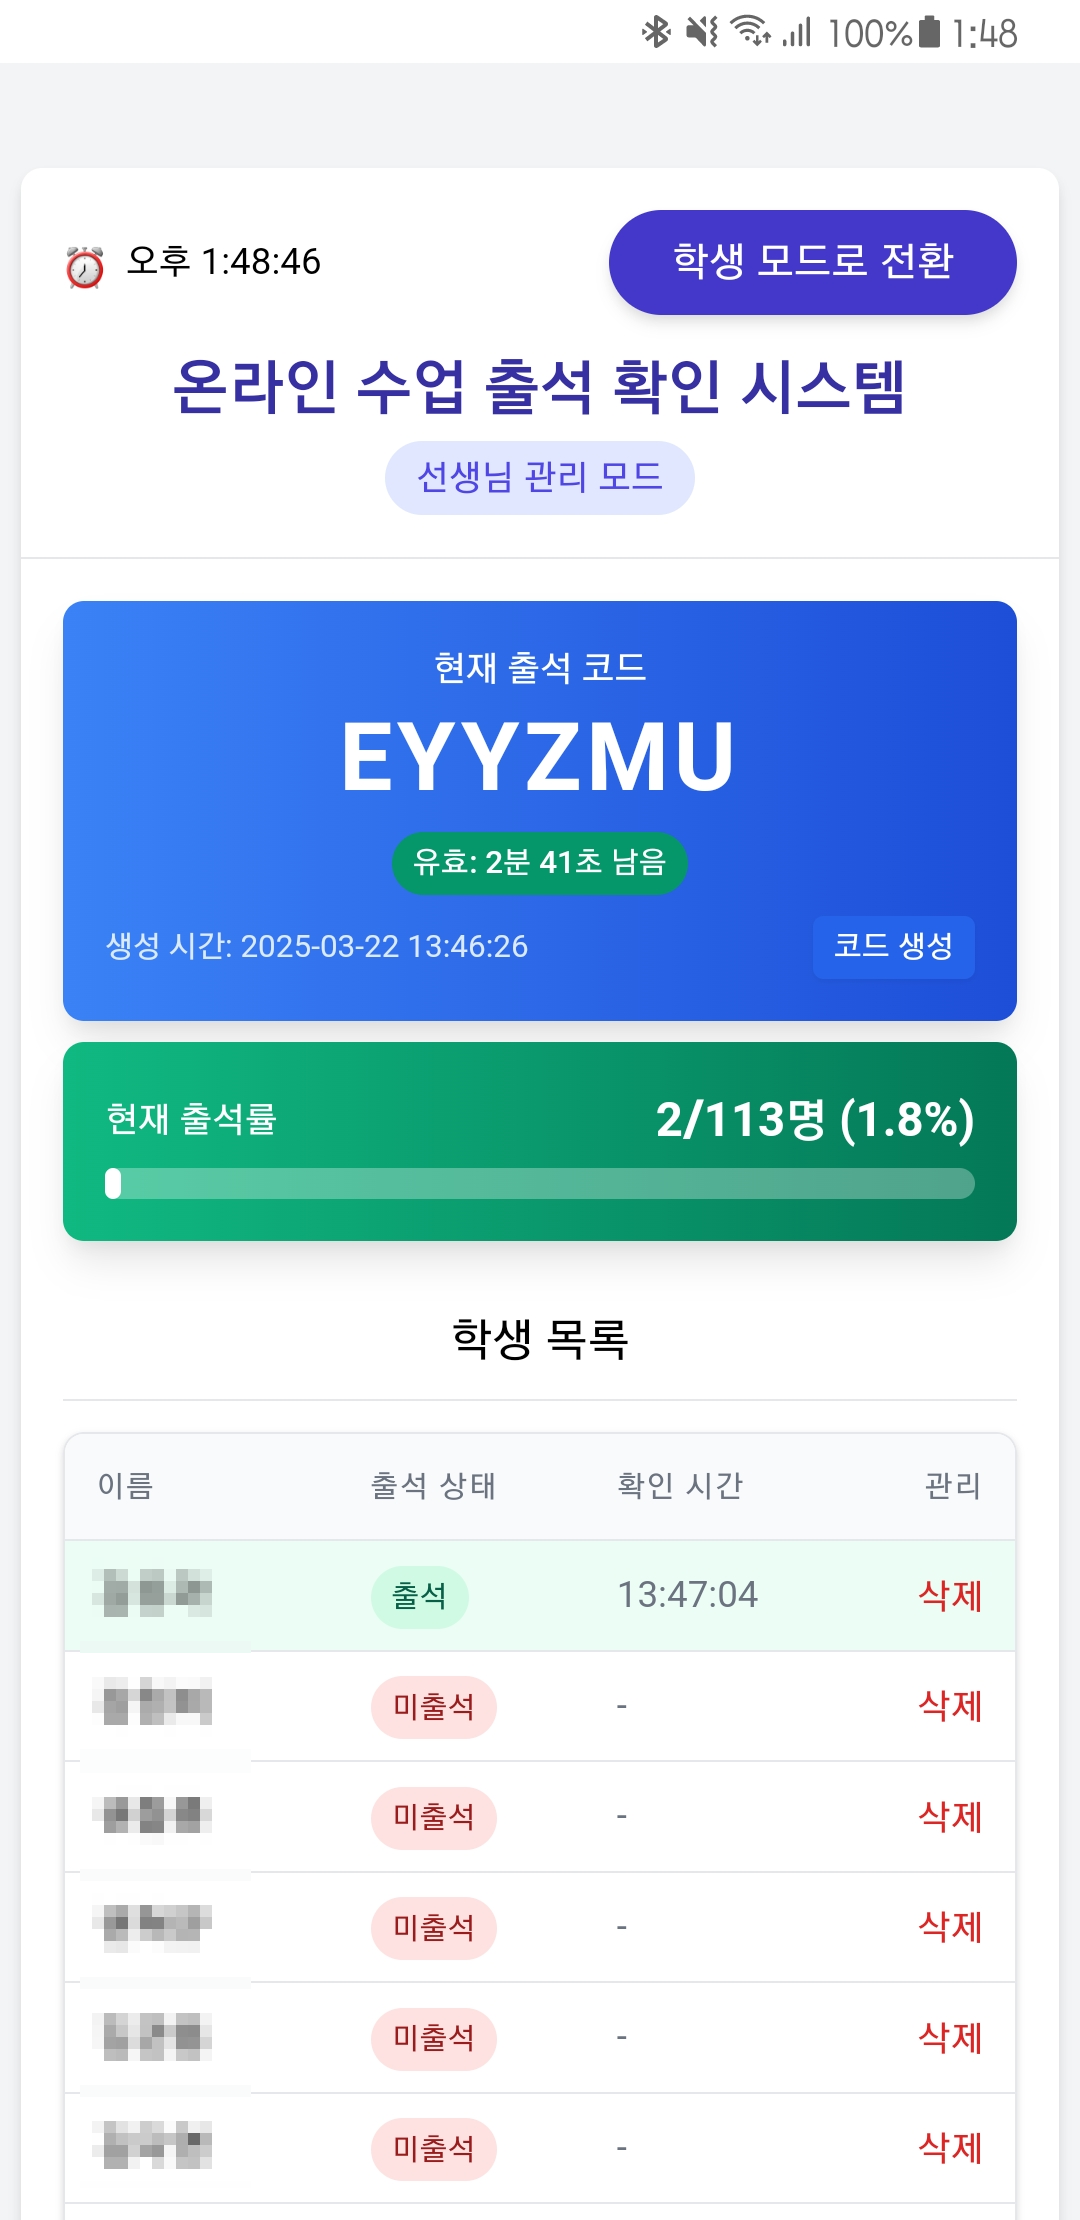 100% 1:48
⏰ 오후 1:48:46
학생 모드로 전환
온라인 수업 출석 확인 시스템
선생님 관리 모드
현재 출석 코드
EYYZMU
유효: 2분 41초 남음
생성 시간: 2025-03-22 13:46:26
코드 생성
현재 출석률
2/113명 (1.8%)
학생 목록
이름 출석 상태 확인 시간 관리
출석 13:47:04 삭제
미출석 - 삭제
미출석 - 삭제
미출석 - 삭제
미출석 - 삭제
미출석 - 삭제